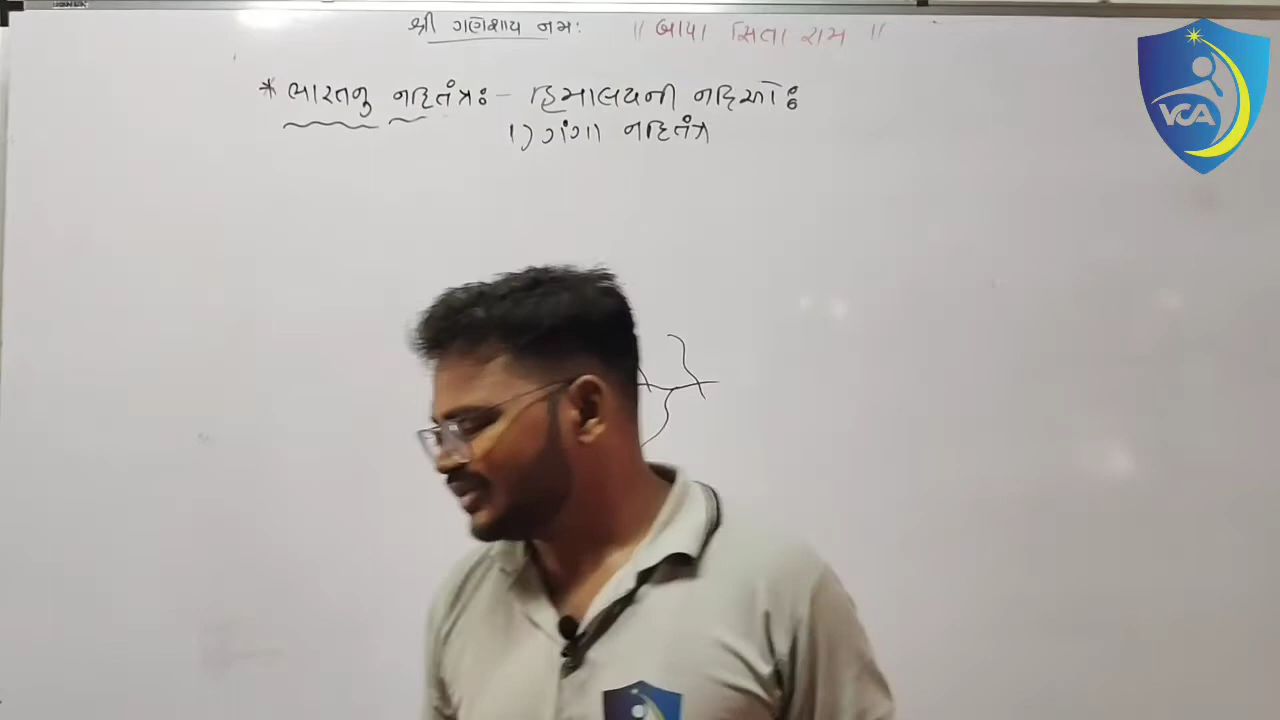 શ્રી ગણેશાય નમઃ ॥ બાપા સિતા રામ ॥
* ભારતનુ નદિતંત્રઃ - હિમાલયની નદિઓઃ
1) ગંગા નદિતંત્ર
VCA